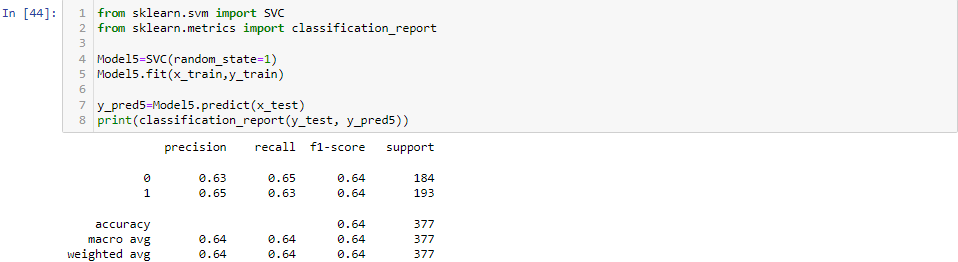 In [44]:
1 from sklearn.svm import SVC
2 from sklearn.metrics import classification_report
3
4 Model5=SVC(random_state=1)
5 Model5.fit(x_train,y_train)
6
7 y_pred5=Model5.predict(x_test)
8 print(classification_report(y_test, y_pred5))
precision recall f1-score support
0 0.63 0.65 0.64 184
1 0.65 0.63 0.64 193
accuracy 0.64 377
macro avg 0.64 0.64 0.64 377
weighted avg 0.64 0.64 0.64 377